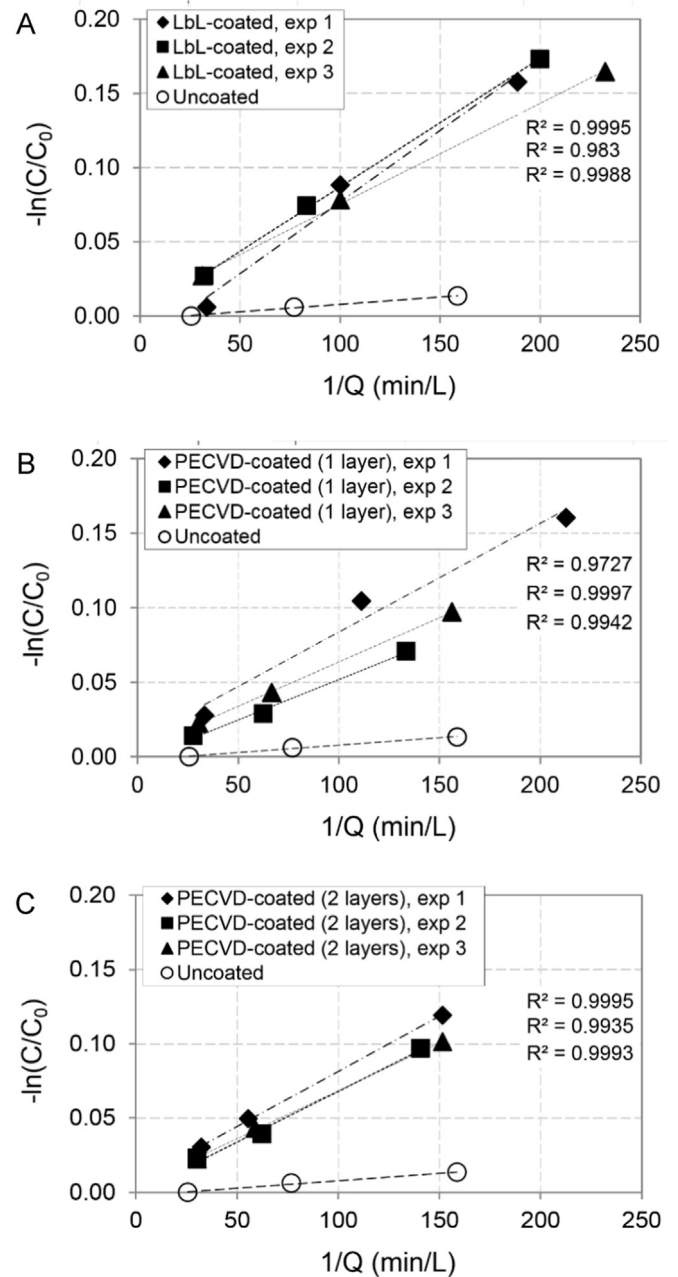 A
0.20
LbL-coated, exp 1
LbL-coated, exp 2
LbL-coated, exp 3
Uncoated
0.15
R² = 0.9995
R² = 0.983
R² = 0.9988
0.10
-ln(C/C₀)
0.05
0.00
0 50 100 150 200 250
1/Q (min/L)
B
0.20
PECVD-coated (1 layer), exp 1
PECVD-coated (1 layer), exp 2
PECVD-coated (1 layer), exp 3
Uncoated
0.15
R² = 0.9727
R² = 0.9997
R² = 0.9942
0.10
-ln(C/C₀)
0.05
0.00
0 50 100 150 200 250
1/Q (min/L)
C
0.20
PECVD-coated (2 layers), exp 1
PECVD-coated (2 layers), exp 2
PECVD-coated (2 layers), exp 3
Uncoated
0.15
R² = 0.9995
R² = 0.9935
R² = 0.9993
0.10
-ln(C/C₀)
0.05
0.00
0 50 100 150 200 250
1/Q (min/L)